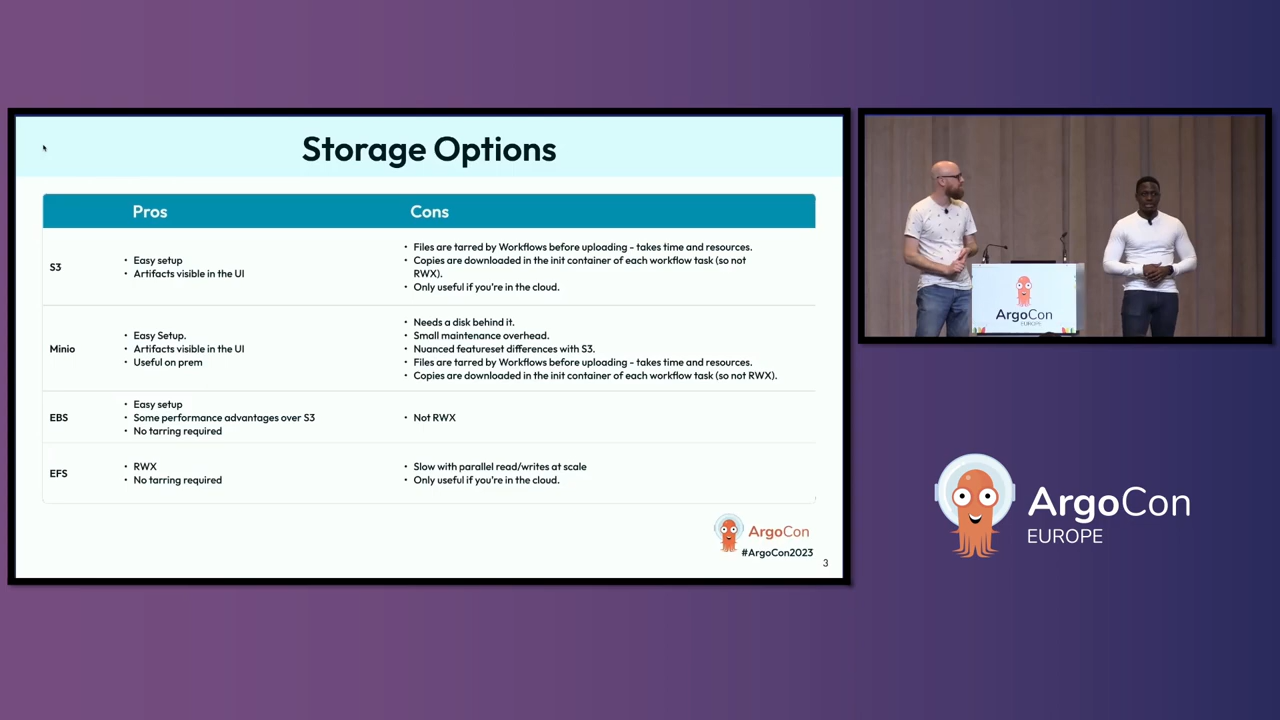 Storage Options
Pros Cons
S3
Easy setup
Artifacts visible in the UI
Files are tarred by Workflows before uploading - takes time and resources.
Copies are downloaded in the init container of each workflow task (so not
RWX).
Only useful if you're in the cloud.
Minio
Easy Setup.
Artifacts visible in the UI
Useful on prem
Needs a disk behind it.
Small maintenance overhead.
Nuanced featureset differences with S3.
Files are tarred by Workflows before uploading - takes time and resources.
Copies are downloaded in the init container of each workflow task (so not RWX).
EBS
Easy setup
Some performance advantages over S3
No tarring required
Not RWX
EFS
RWX
No tarring required
Slow with parallel read/writes at scale
Only useful if you're in the cloud.
ArgoCon
#ArgoCon2023
3
ArgoCon
EUROPE
ArgoCon
EUROPE